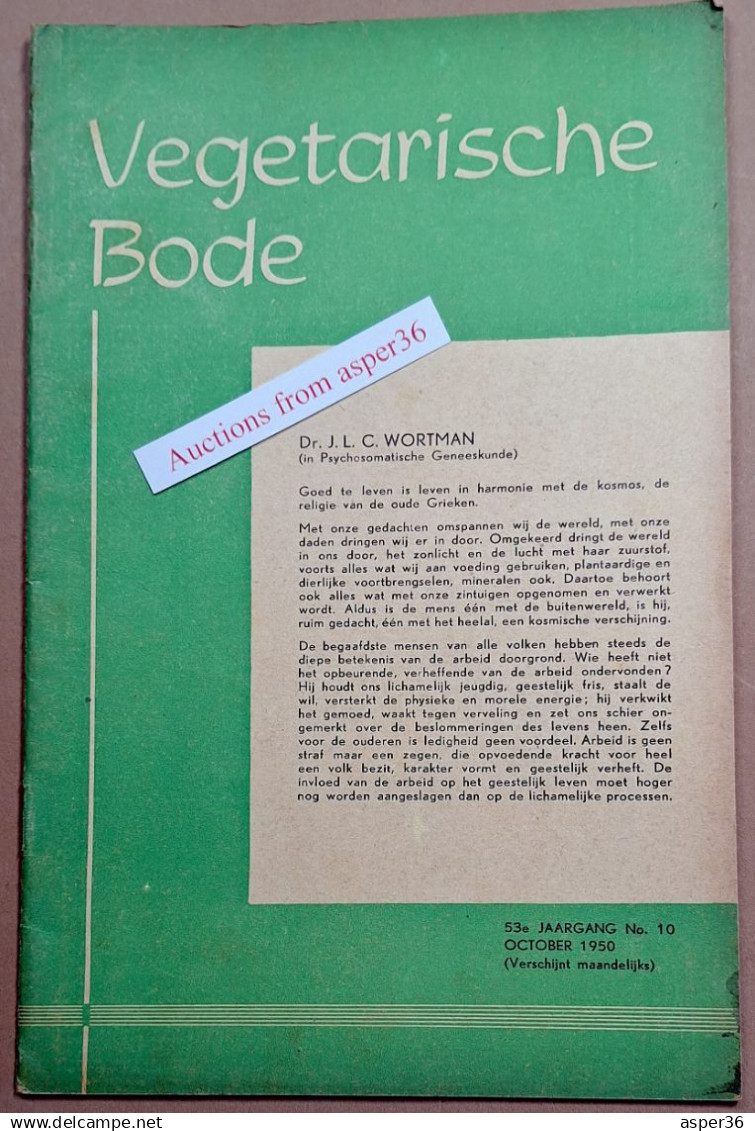 Vegetarische
Bode
Auctions from asper36
Dr. J. L. C. WORTMAN
(in Psychosomatische Geneeskunde)
Goed te leven is leven in harmonie met de kosmos, de
religie van de oude Grieken.
Met onze gedachten omspannen wij de wereld, met onze
daden dringen wij er in door. Omgekeerd dringt de wereld
in ons door, het zonlicht en de lucht met haar zuurstof,
voorts alles wat wij aan voeding gebruiken, plantaardige en
dierlijke voortbrengselen, mineralen ook. Daartoe behoort
ook alles wat met onze zintuigen opgenomen en verwerkt
wordt. Aldus is de mens één met de buitenwereld, is hij,
ruim gedacht, één met het heelal, een kosmische verschijning.
De begaafdste mensen van alle volken hebben steeds de
diepe betekenis van de arbeid doorgrond. Wie heeft niet
het opbeurende, verheffende van de arbeid ondervonden?
Hij houdt ons lichamelijk jeugdig, geestelijk fris, staalt de
wil, versterkt de physieke en morele energie; hij verkwikt
het gemoed, waakt tegen verveling en zet ons schier on-
gemerkt over de beslommeringen des levens heen. Zelfs
voor de ouderen is ledigheid geen voordeel. Arbeid is geen
straf maar een zegen, die opvoedende kracht voor heel
een volk bezit, karakter vormt en geestelijk verheft. De
invloed van de arbeid op het geestelijk leven moet hoger
nog worden aangeslagen dan op de lichamelijke processen.
53e JAARGANG No. 10
OCTOBER 1950
(Verschijnt maandelijks)
asper36